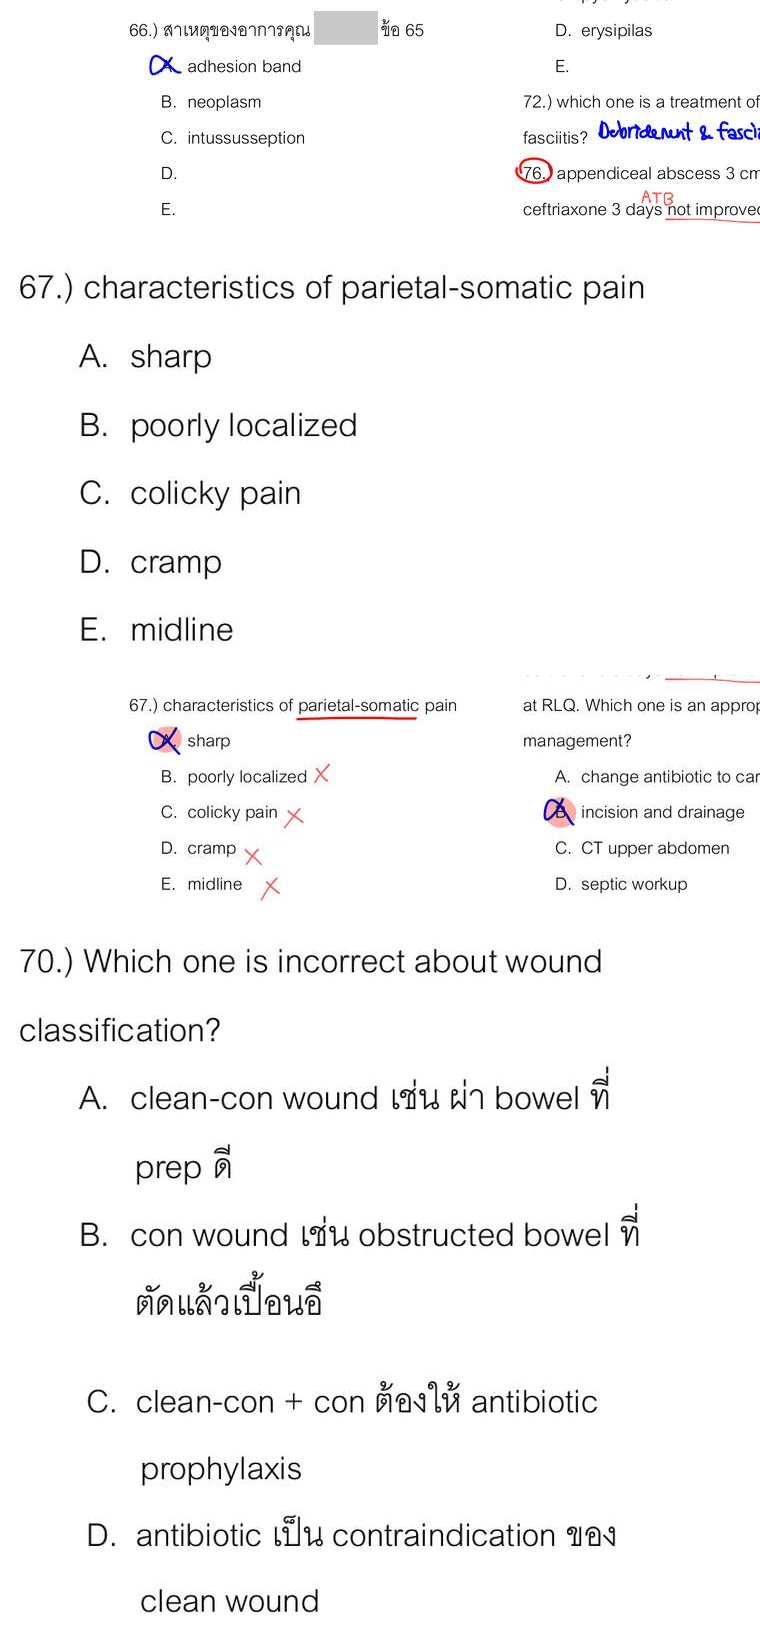 66.) สาเหตุของอาการคุณ ข้อ 65
A. adhesion band
B. neoplasm
C. intussusseption
D.
E.
D. erysipilas
E.
72.) which one is a treatment of
fasciitis? Debridement & fasci
76.) appendiceal abscess 3 cm
ATB
ceftriaxone 3 days not improve
67.) characteristics of parietal-somatic pain
A. sharp
B. poorly localized
C. colicky pain
D. cramp
E. midline
67.) characteristics of parietal-somatic pain
sharp
B. poorly localized
C. colicky pain
D. cramp
E. midline
at RLQ. Which one is an approp
management?
A. change antibiotic to car
B. incision and drainage
C. CT upper abdomen
D. septic workup
70.) Which one is incorrect about wound
classification?
A. clean-con wound เช่น ผ่า bowel ที่
prep ดี
B. con wound เช่น obstructed bowel ที่
ตัดแล้วเปื้อนอึ
C. clean-con + con ต้องให้ antibiotic
prophylaxis
D. antibiotic เป็น contraindication ของ
clean wound